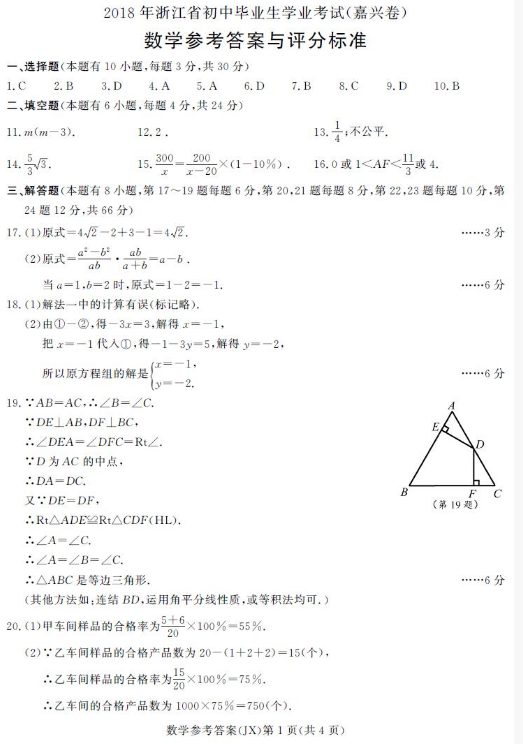 2018年浙江省初中毕业生学业考试(嘉兴卷)
数学参考答案与评分标准
一、选择题(本题有10小题,每题3分,共30分)
1.C 2.B 3.D 4.A 5.A 6.D 7.B 8.C 9.D 10.B
二、填空题(本题有6小题,每题4分,共24分)
11.m(m-3). 12.2. 13.1/4;不公平.
14.5/3√3. 15.300/x=200/(x-20)×(1-10%). 16.0或1<AF<11/3或4.
三、解答题(本题有8小题,第17~19题每题6分,第20,21题每题8分,第22,23题每题10分,第
24题12分,共66分)
17.(1)原式=4√2-2+3-1=4√2. ……3分
(2)原式=(a²-b²)/ab·ab/(a+b)=a-b.
当a=1,b=2时,原式=1-2=-1. ……6分
18.(1)解法一中的计算有误(标记略).
(2)由①-②,得-3x=3,解得x=-1,
把x=-1代入①,得-1-3y=5,解得y=-2,
所以原方程组的解是{x=-1, y=-2. ……6分
19.∵AB=AC,∴∠B=∠C.
∵DE⊥AB,DF⊥BC,
∴∠DEA=∠DFC=Rt∠.
∵D为AC的中点,
∴DA=DC.
又∵DE=DF,
∴Rt△ADE≌Rt△CDF(HL).
∴∠A=∠C.
∴∠A=∠B=∠C.
∴△ABC是等边三角形. ……6分
(其他方法如:连结BD,运用角平分线性质,或等积法均可.)
A
E
D
B F C
(第19题)
20.(1)甲车间样品的合格率为(5+6)/20×100%=55%.
(2)∵乙车间样品的合格产品数为20-(1+2+2)=15(个),
∴乙车间样品的合格率为15/20×100%=75%.
∴乙车间的合格产品数为1000×75%=750(个).
数学参考答案(JX)第1页(共4页)